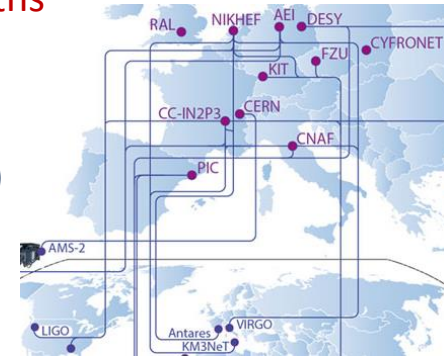 RAL
NIKHEF
AEI
DESY
CYFRONET
FZU
KIT
CERN
CC-IN2P3
CNAF
PIC
AMS-2
LIGO
Antares
VIRGO
KM3NeT